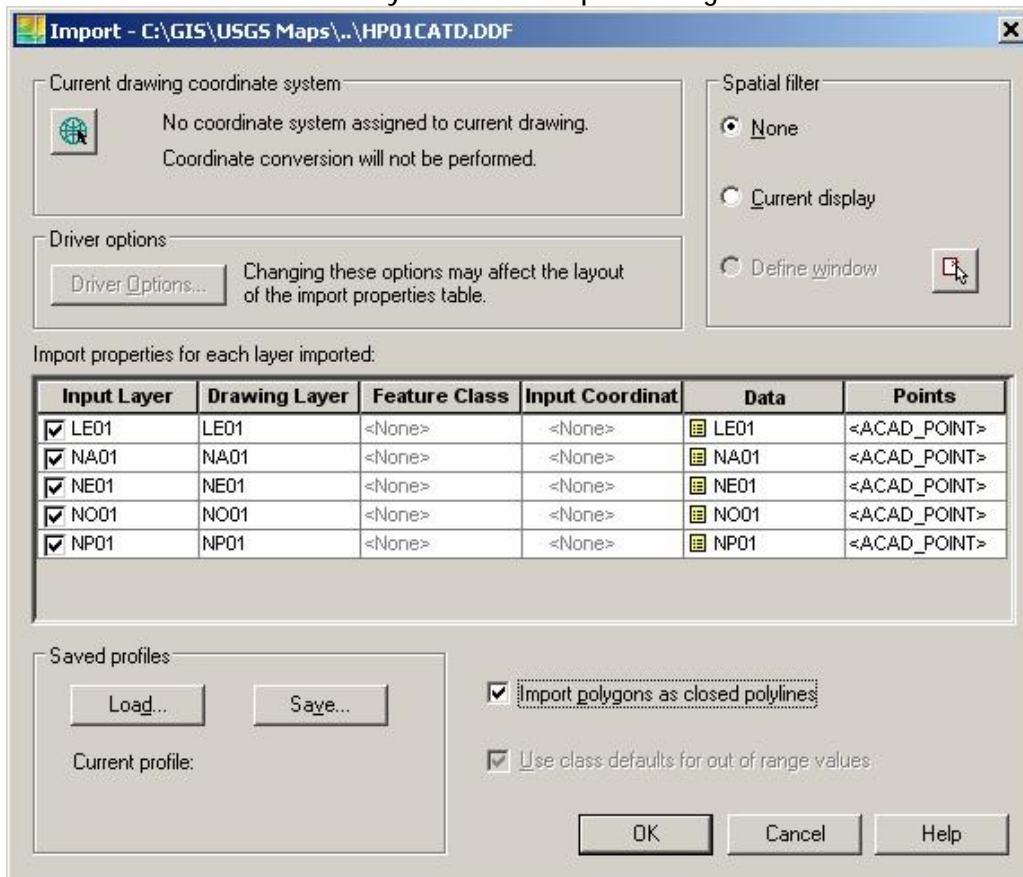 Import - C:\GIS\USGS Maps\..\HP01CATD.DDF
Current drawing coordinate system
No coordinate system assigned to current drawing.
Coordinate conversion will not be performed.
Spatial filter
None
Current display
Define window
Driver options
Driver Options...
Changing these options may affect the layout
of the import properties table.
Import properties for each layer imported:
Input Layer Drawing Layer Feature Class Input Coordinat Data Points
LE01 LE01 <None> <None> LE01 <ACAD_POINT>
NA01 NA01 <None> <None> NA01 <ACAD_POINT>
NE01 NE01 <None> <None> NE01 <ACAD_POINT>
NO01 NO01 <None> <None> NO01 <ACAD_POINT>
NP01 NP01 <None> <None> NP01 <ACAD_POINT>
Saved profiles
Load... Save...
Current profile:
Import polygons as closed polylines
Use class defaults for out of range values
OK Cancel Help